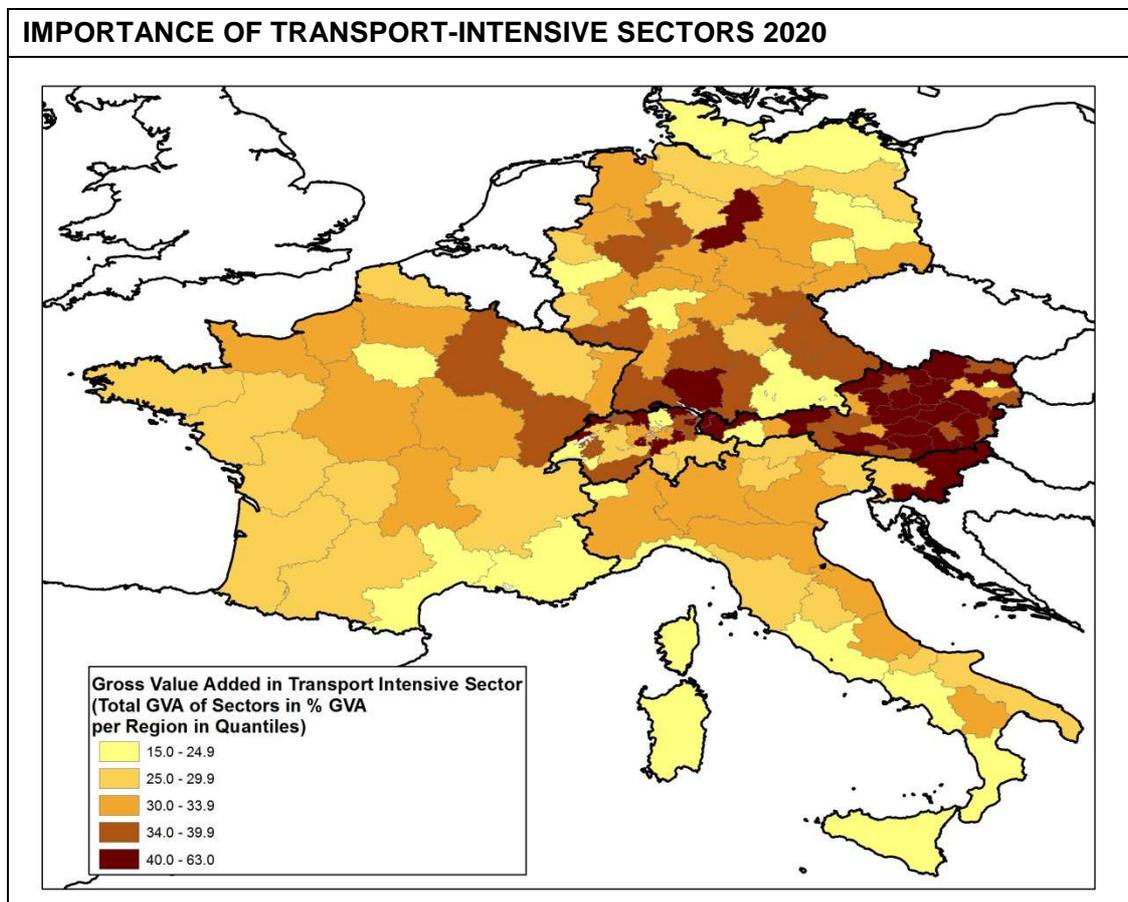 IMPORTANCE OF TRANSPORT-INTENSIVE SECTORS 2020
Gross Value Added in Transport Intensive Sector
(Total GVA of Sectors in % GVA
per Region in Quantiles)
15.0 - 24.9
25.0 - 29.9
30.0 - 33.9
34.0 - 39.9
40.0 - 63.0